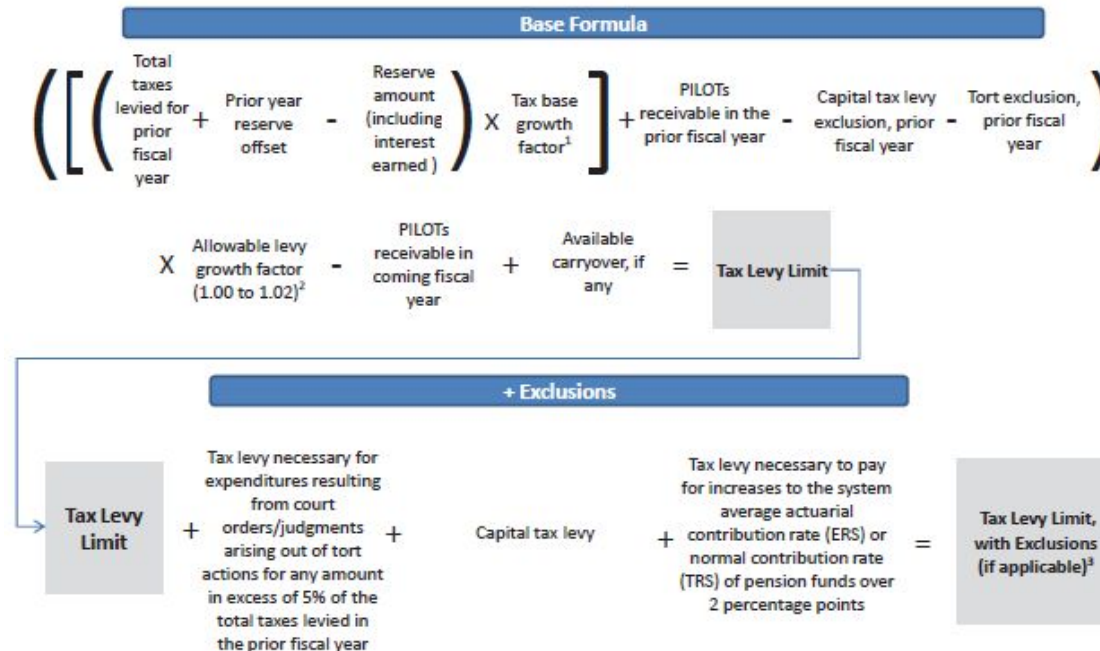 Base Formula
( [ (
Total
taxes
levied for
prior
fiscal
year
+
Prior year
reserve
offset
-
Reserve
amount
(including
interest
earned )
)
X
Tax base
growth
factor¹
]
+
PILOTs
receivable in the
prior fiscal year
-
Capital tax levy
exclusion, prior
fiscal year
-
Tort exclusion,
prior fiscal
year
)
X
Allowable levy
growth factor
(1.00 to 1.02)²
-
PILOTs
receivable in
coming fiscal
year
+
Available
carryover, if
any
=
Tax Levy Limit
+ Exclusions
Tax Levy
Limit
+
Tax levy necessary for
expenditures resulting
from court
orders/judgments
arising out of tort
actions for any amount
in excess of 5% of the
total taxes levied in
the prior fiscal year
+
Capital tax levy
+
Tax levy necessary to pay
for increases to the system
average actuarial
contribution rate (ERS) or
normal contribution rate
(TRS) of pension funds over
2 percentage points
=
Tax Levy Limit,
with Exclusions
(if applicable)³